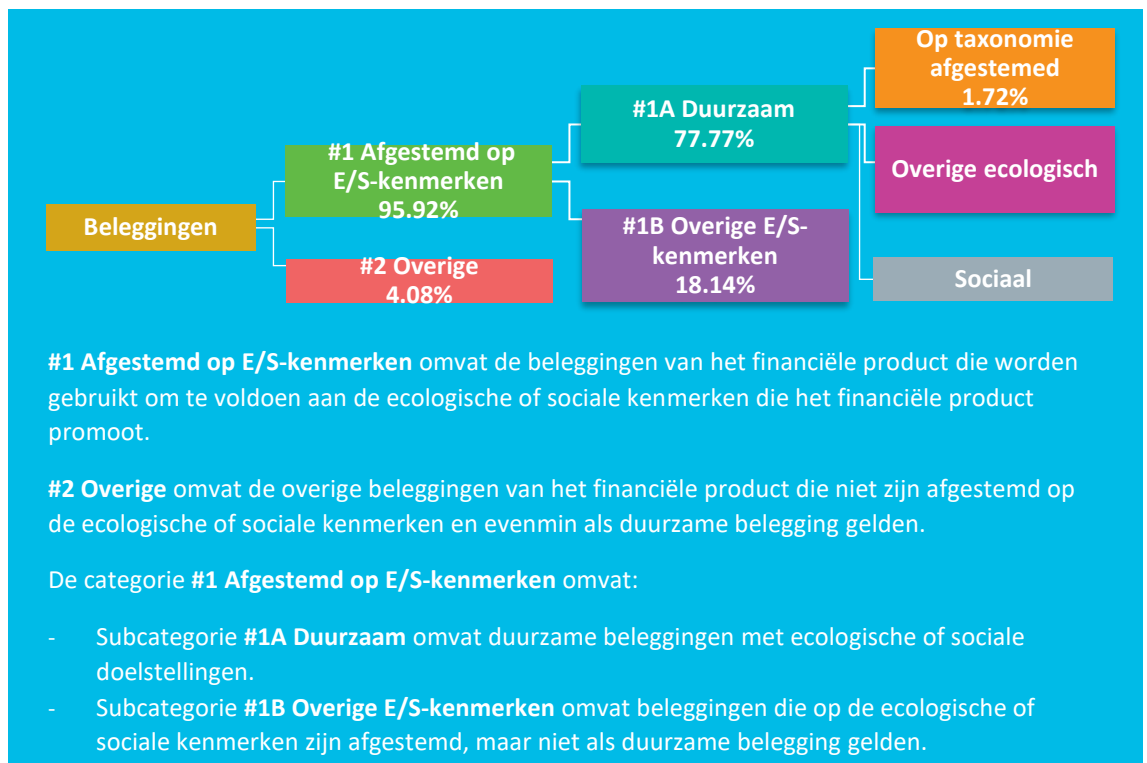 Beleggingen
#1 Afgestemd op
E/S-kenmerken
95.92%
#2 Overige
4.08%
#1A Duurzaam
77.77%
#1B Overige E/S-
kenmerken
18.14%
Op taxonomie
afgestemed
1.72%
Overige ecologisch
Sociaal
#1 Afgestemd op E/S-kenmerken omvat de beleggingen van het financiële product die worden
gebruikt om te voldoen aan de ecologische of sociale kenmerken die het financiële product
promoot.
#2 Overige omvat de overige beleggingen van het financiële product die niet zijn afgestemd op
de ecologische of sociale kenmerken en evenmin als duurzame belegging gelden.
De categorie #1 Afgestemd op E/S-kenmerken omvat:
- Subcategorie #1A Duurzaam omvat duurzame beleggingen met ecologische of sociale
doelstellingen.
- Subcategorie #1B Overige E/S-kenmerken omvat beleggingen die op de ecologische of
sociale kenmerken zijn afgestemd, maar niet als duurzame belegging gelden.